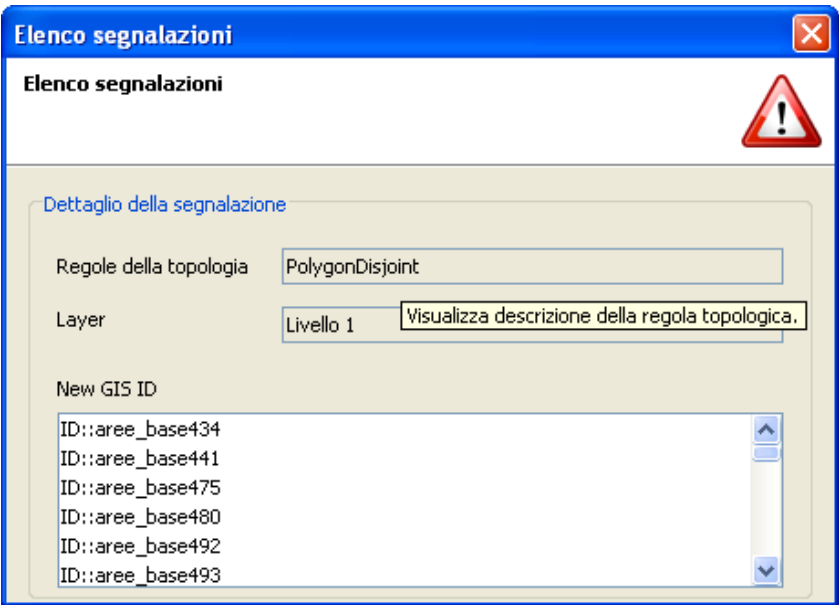 Elenco segnalazioni
Elenco segnalazioni
Dettaglio della segnalazione
Regole della topologia PolygonDisjoint
Layer Livello 1 Visualizza descrizione della regola topologica.
New GIS ID
ID::aree_base434
ID::aree_base441
ID::aree_base475
ID::aree_base480
ID::aree_base492
ID::aree_base493